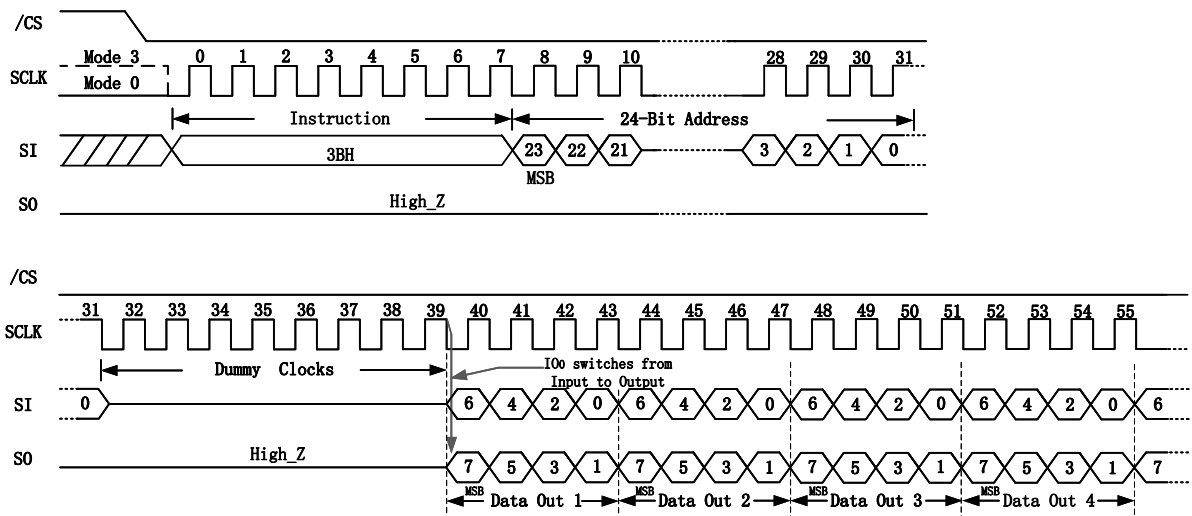 /CS
Mode 3 0 1 2 3 4 5 6 7 8 9 10 28 29 30 31
SCLK
Mode 0
Instruction 24-Bit Address
SI 3BH 23 22 21 3 2 1 0
MSB
SO High_Z
/CS
31 32 33 34 35 36 37 38 39 40 41 42 43 44 45 46 47 48 49 50 51 52 53 54 55
SCLK
Dummy Clocks IO0 switches from
Input to Output
SI 0 6 4 2 0 6 4 2 0 6 4 2 0 6 4 2 0 6
SO High_Z 7 5 3 1 7 5 3 1 7 5 3 1 7 5 3 1 7
MSB MSB MSB MSB
Data Out 1 Data Out 2 Data Out 3 Data Out 4